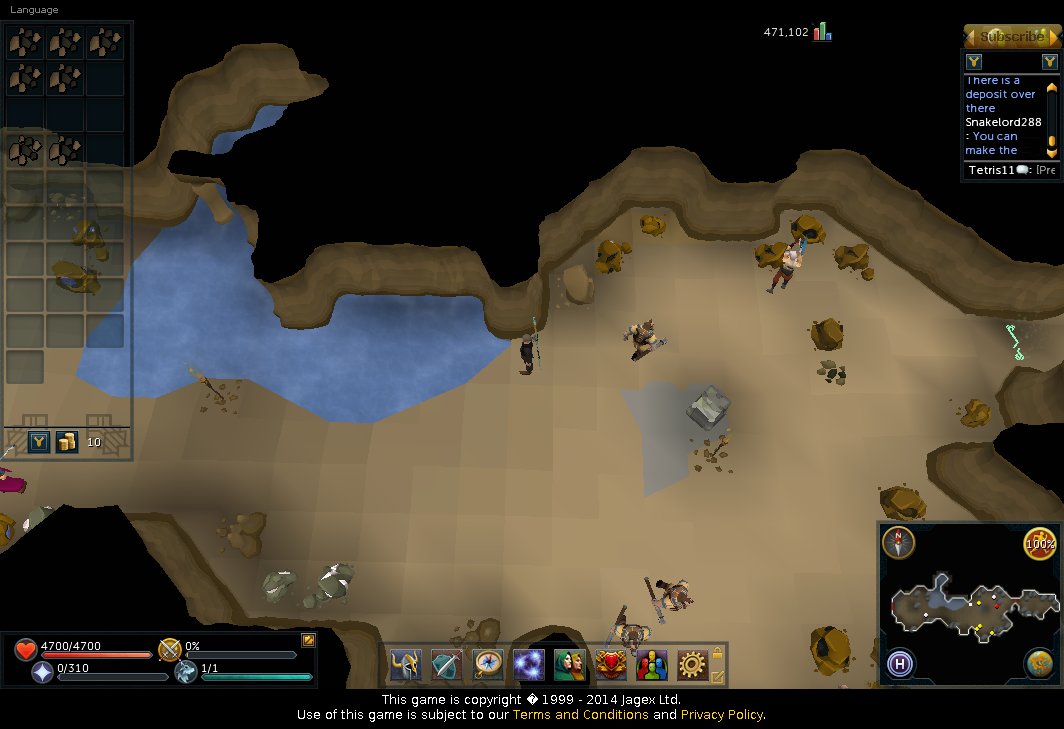 Language
471,102
Subscribe
There is a
deposit over
there
Snakelord288
: You can
make the
Tetris11 : [Pre
10
N
100%
H
4700/4700
0%
0/310
1/1
This game is copyright � 1999 - 2014 Jagex Ltd.
Use of this game is subject to our Terms and Conditions and Privacy Policy.